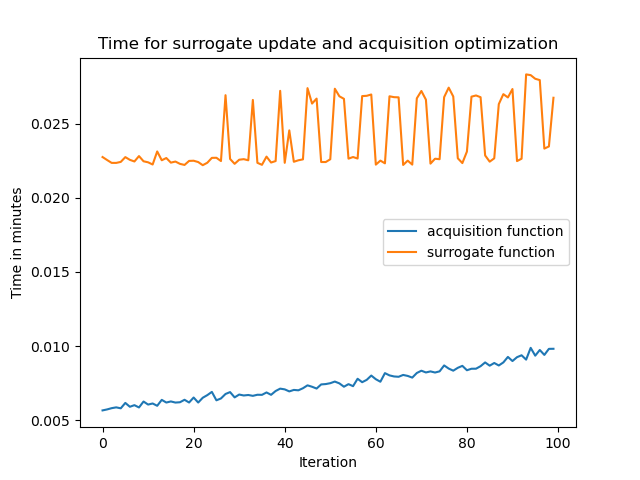 Time for surrogate update and acquisition optimization
0.025
0.020
0.015
0.010
0.005
Time in minutes
acquisition function
surrogate function
0 20 40 60 80 100
Iteration